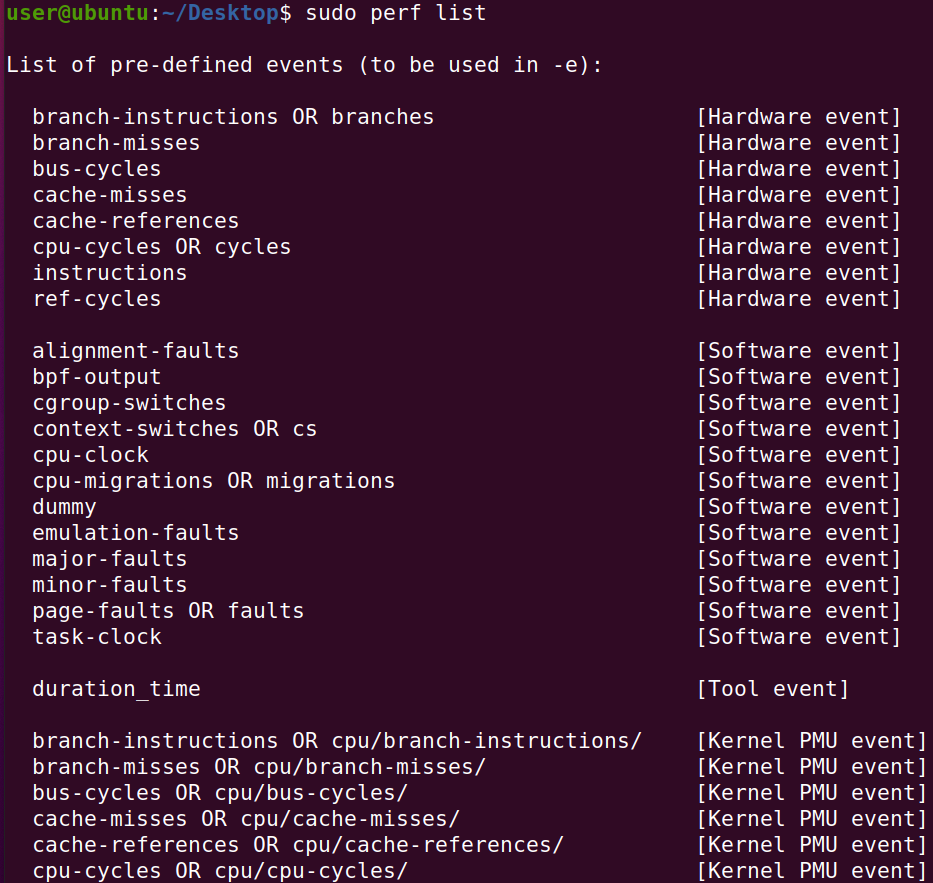 user@ubuntu:~/Desktop$ sudo perf list
List of pre-defined events (to be used in -e):
branch-instructions OR branches [Hardware event]
branch-misses [Hardware event]
bus-cycles [Hardware event]
cache-misses [Hardware event]
cache-references [Hardware event]
cpu-cycles OR cycles [Hardware event]
instructions [Hardware event]
ref-cycles [Hardware event]
alignment-faults [Software event]
bpf-output [Software event]
cgroup-switches [Software event]
context-switches OR cs [Software event]
cpu-clock [Software event]
cpu-migrations OR migrations [Software event]
dummy [Software event]
emulation-faults [Software event]
major-faults [Software event]
minor-faults [Software event]
page-faults OR faults [Software event]
task-clock [Software event]
duration_time [Tool event]
branch-instructions OR cpu/branch-instructions/ [Kernel PMU event]
branch-misses OR cpu/branch-misses/ [Kernel PMU event]
bus-cycles OR cpu/bus-cycles/ [Kernel PMU event]
cache-misses OR cpu/cache-misses/ [Kernel PMU event]
cache-references OR cpu/cache-references/ [Kernel PMU event]
cpu-cycles OR cpu/cpu-cycles/ [Kernel PMU event]